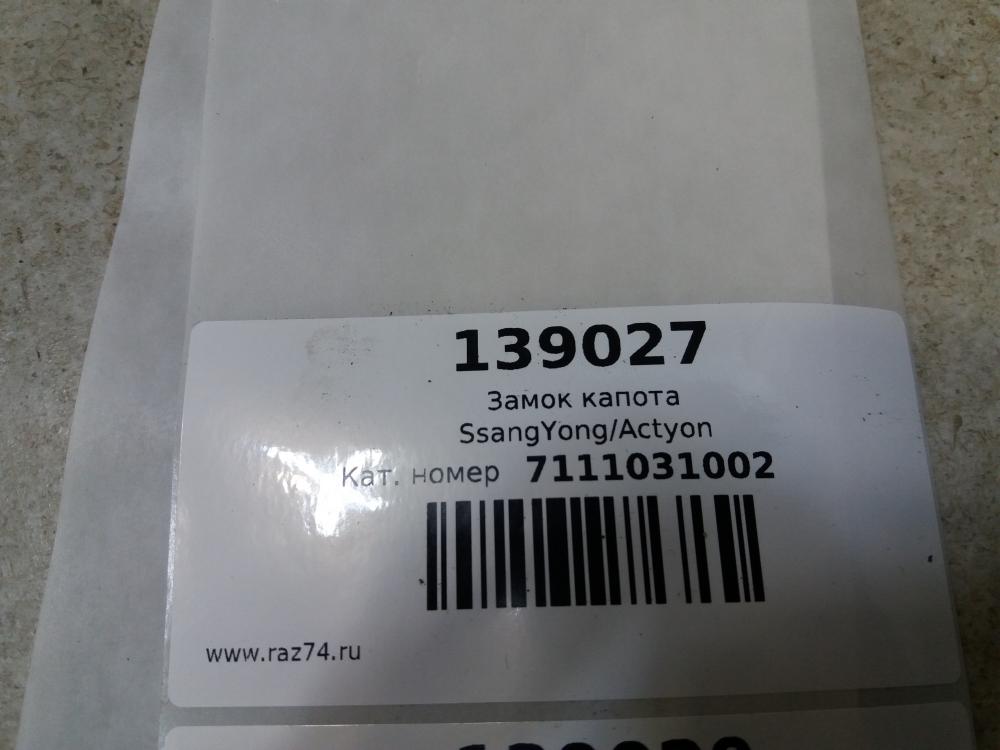 139027
Замок капота
SsangYong/Actyon
Кат. номер 7111031002
www.raz74.ru